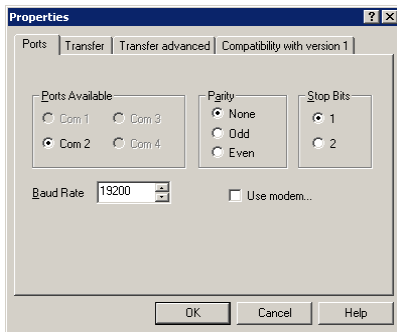 Properties
Ports Transfer Transfer advanced Compatibility with version 1
Ports Available Parity Stop Bits
Com 1 Com 3 None 1
Com 2 Com 4 Odd 2
Even
Baud Rate 19200 Use modem...
OK Cancel Help